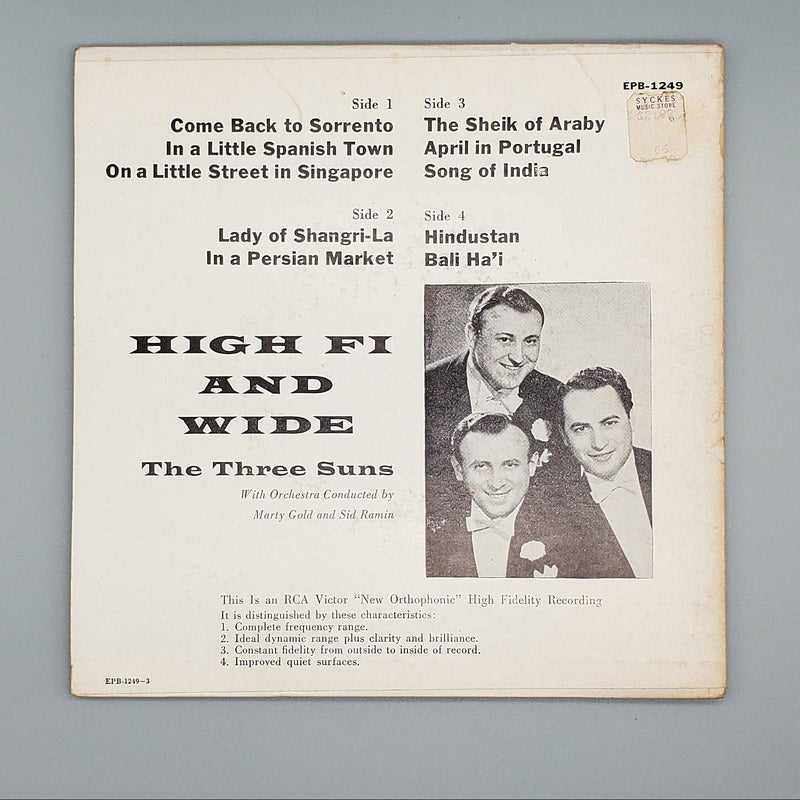 EPB-1249
SYCKES
MUSIC STORE
Side 1
Come Back to Sorrento
In a Little Spanish Town
On a Little Street in Singapore
Side 2
Lady of Shangri-La
In a Persian Market
Side 3
The Sheik of Araby
April in Portugal
Song of India
Side 4
Hindustan
Bali Ha'i
HIGH FI
AND
WIDE
The Three Suns
With Orchestra Conducted by
Marty Gold and Sid Ramin
This Is an RCA Victor “New Orthophonic” High Fidelity Recording
It is distinguished by these characteristics:
1. Complete frequency range.
2. Ideal dynamic range plus clarity and brilliance.
3. Constant fidelity from outside to inside of record.
4. Improved quiet surfaces.
EPB-1249—3